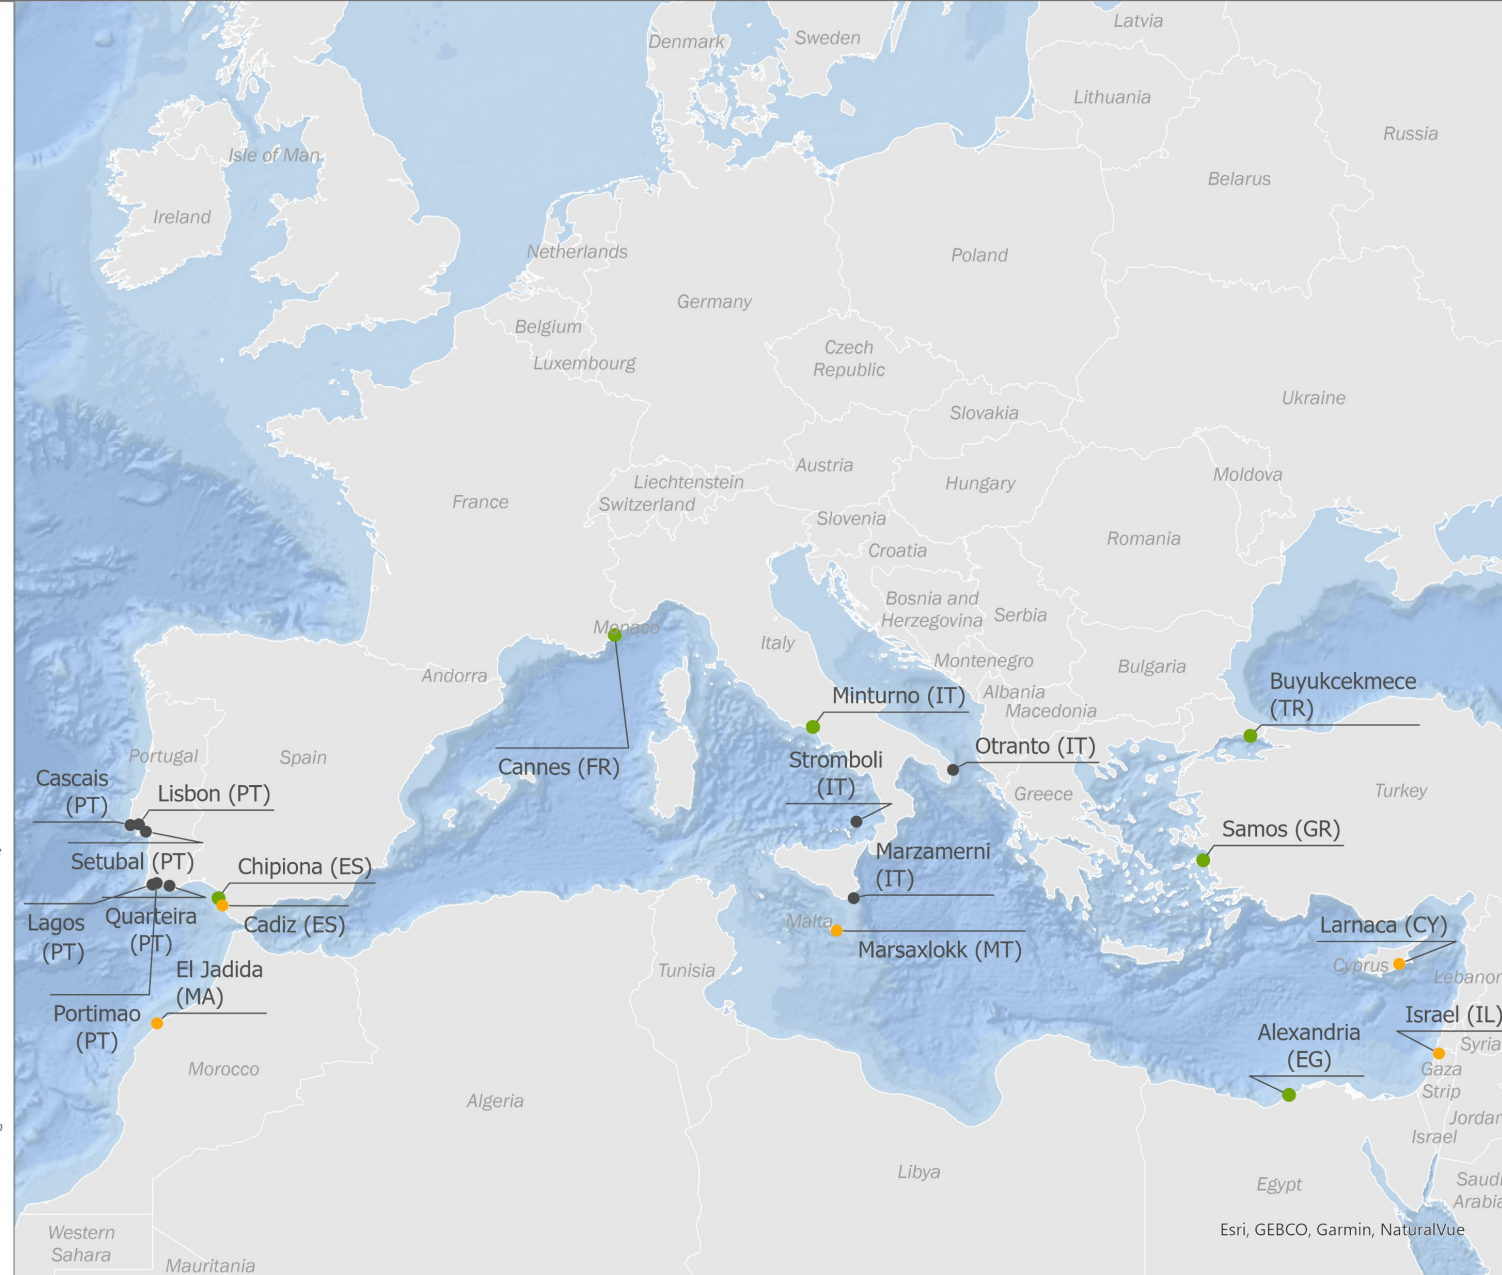 Latvia
Denmark
Sweden
Lithuania
Russia
Isle of Man
Belarus
Ireland
Netherlands
Poland
Germany
Belgium
Czech
Republic
Luxembourg
Ukraine
Slovakia
Austria
Liechtenstein
Moldova
Hungary
France
Switzerland
Slovenia
Romania
Croatia
Bosnia and
Herzegovina
Serbia
Monaco
Italy
Montenegro
Bulgaria
Andorra
Albania
Macedonia
Buyukcekmece
(TR)
Minturno (IT)
Otranto (IT)
Portugal
Spain
Cannes (FR)
Stromboli
(IT)
Cascais
(PT)
Lisbon (PT)
Greece
Turkey
Samos (GR)
Setubal (PT)
Chipiona (ES)
Marzamerni
(IT)
Lagos
(PT)
Quarteira
(PT)
Cadiz (ES)
Malta
Marsaxlokk (MT)
Larnaca (CY)
Cyprus
Lebanon
El Jadida
(MA)
Tunisia
Portimao
(PT)
Israel (IL)
Alexandria
(EG)
Syria
Morocco
Gaza
Strip
Algeria
Jordan
Israel
Libya
Egypt
Saudi
Arabia
Western
Sahara
Mauritania
Esri, GEBCO, Garmin, NaturalVue